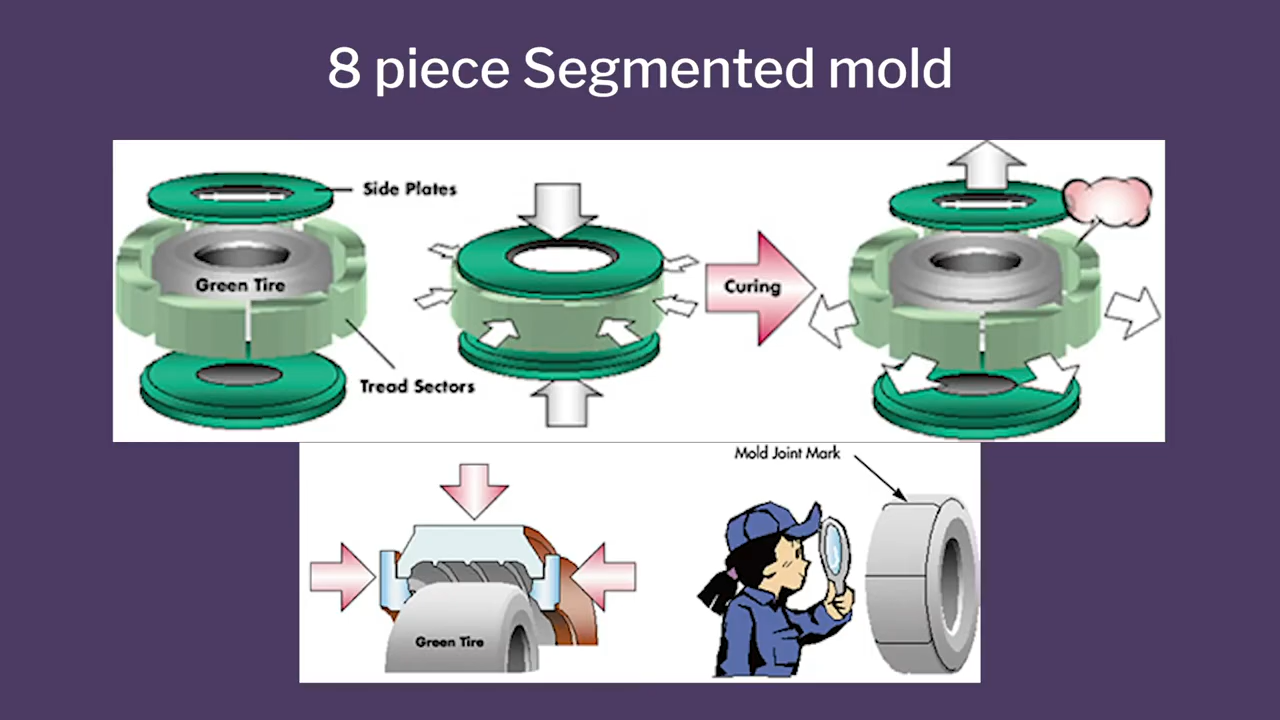 8 piece Segmented mold
Side Plates
Green Tire
Curing
Tread Sectors
Mold Joint Mark
Green Tire